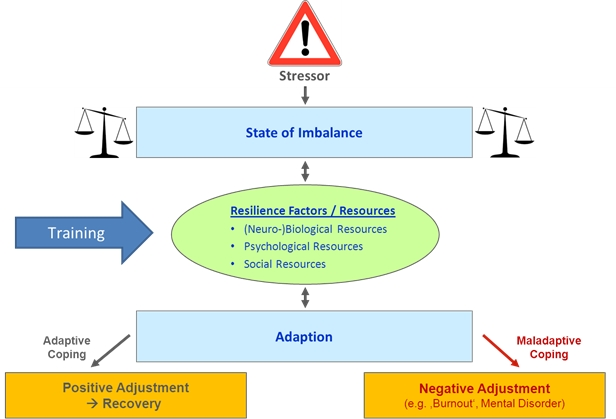 Stressor
State of Imbalance
Resilience Factors / Resources
• (Neuro-)Biological Resources
• Psychological Resources
• Social Resources
Training
Adaption
Adaptive
Coping
Maladaptive
Coping
Positive Adjustment
→ Recovery
Negative Adjustment
(e.g. ‚Burnout‘, Mental Disorder)